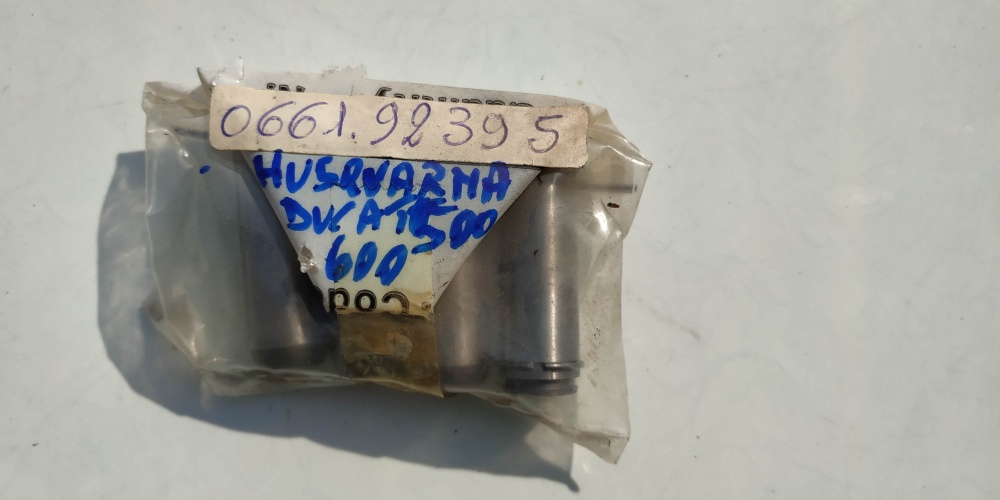 0661.92395
HUSQVARNA
DUCATI 500
600
Cod